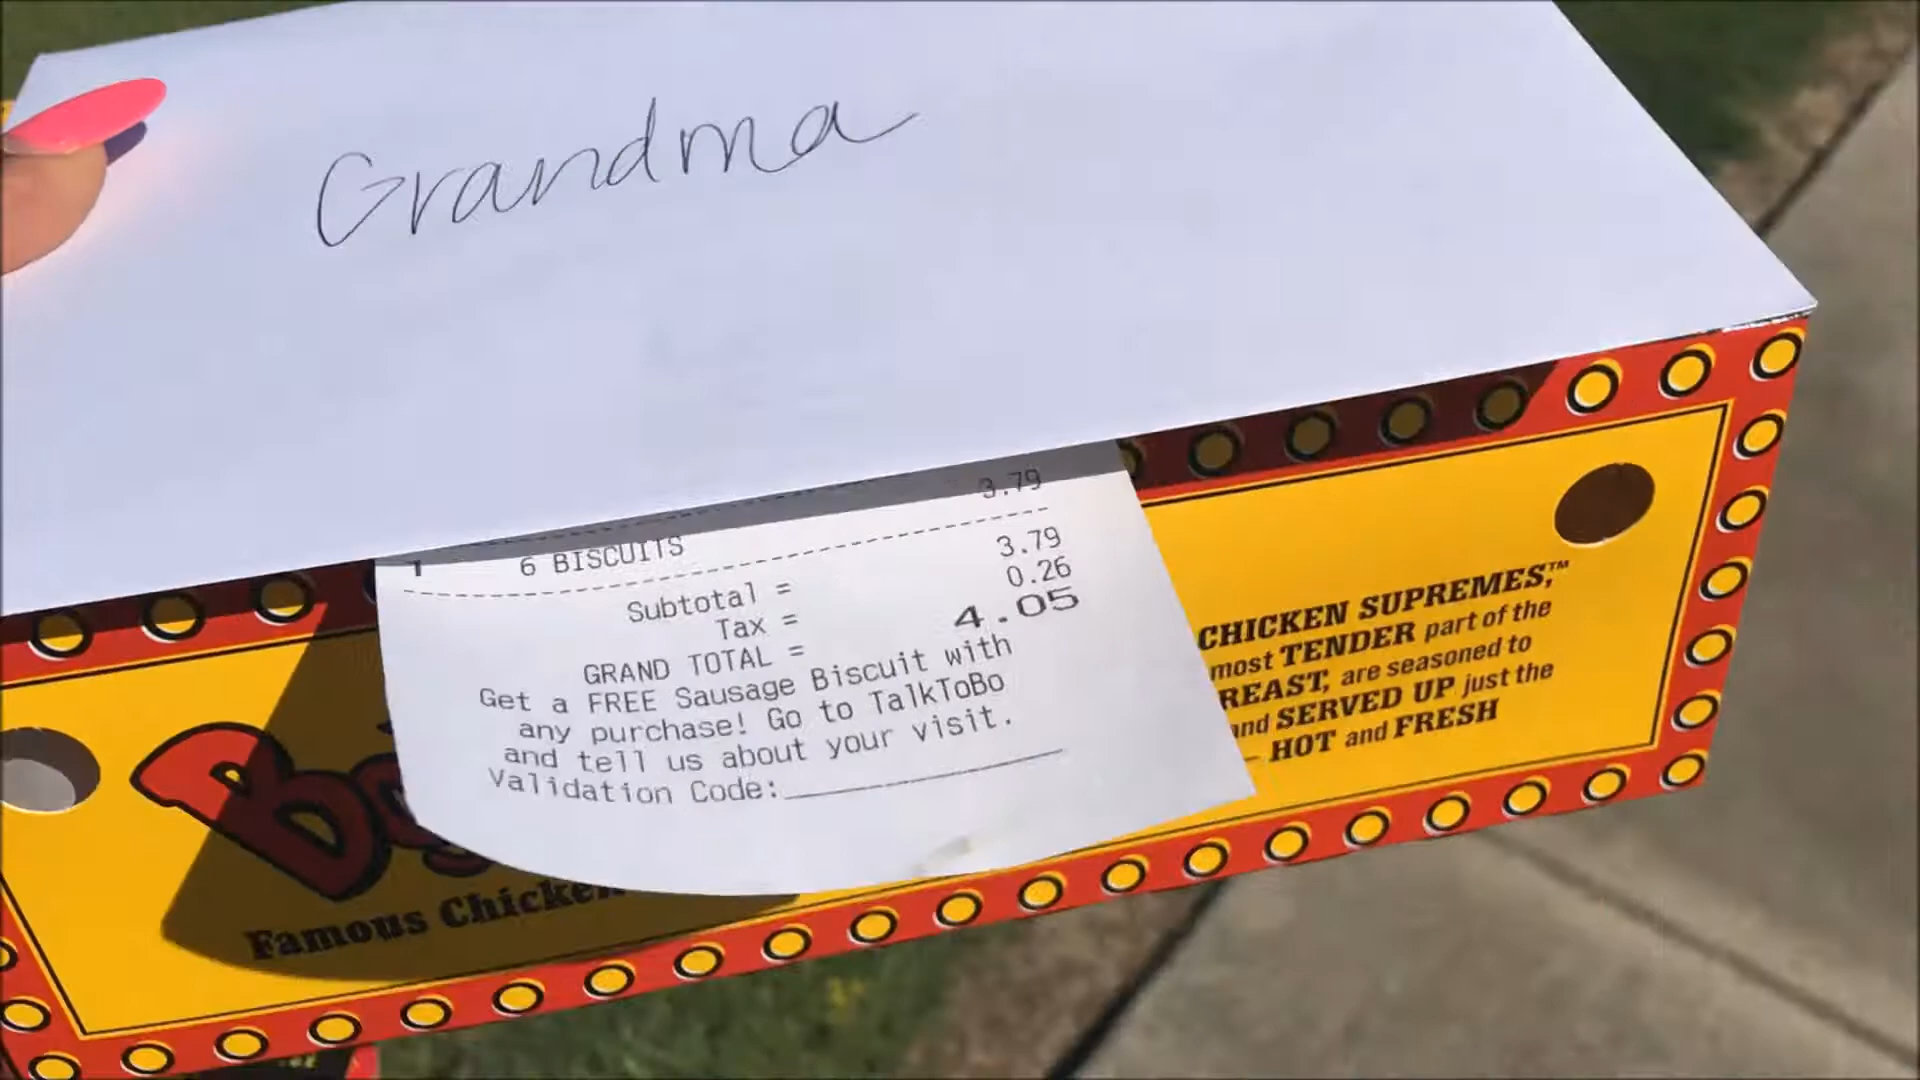 Grandma
3.79
1 6 BISCUITS
Subtotal = 3.79
Tax = 0.26
GRAND TOTAL = 4.05
Get a FREE Sausage Biscuit with
any purchase! Go to TalkToBo
and tell us about your visit.
Validation Code:
CHICKEN SUPREMES,™
most TENDER part of the
REAST, are seasoned to
and SERVED UP just the
— HOT and FRESH
Bo
Famous Chicken